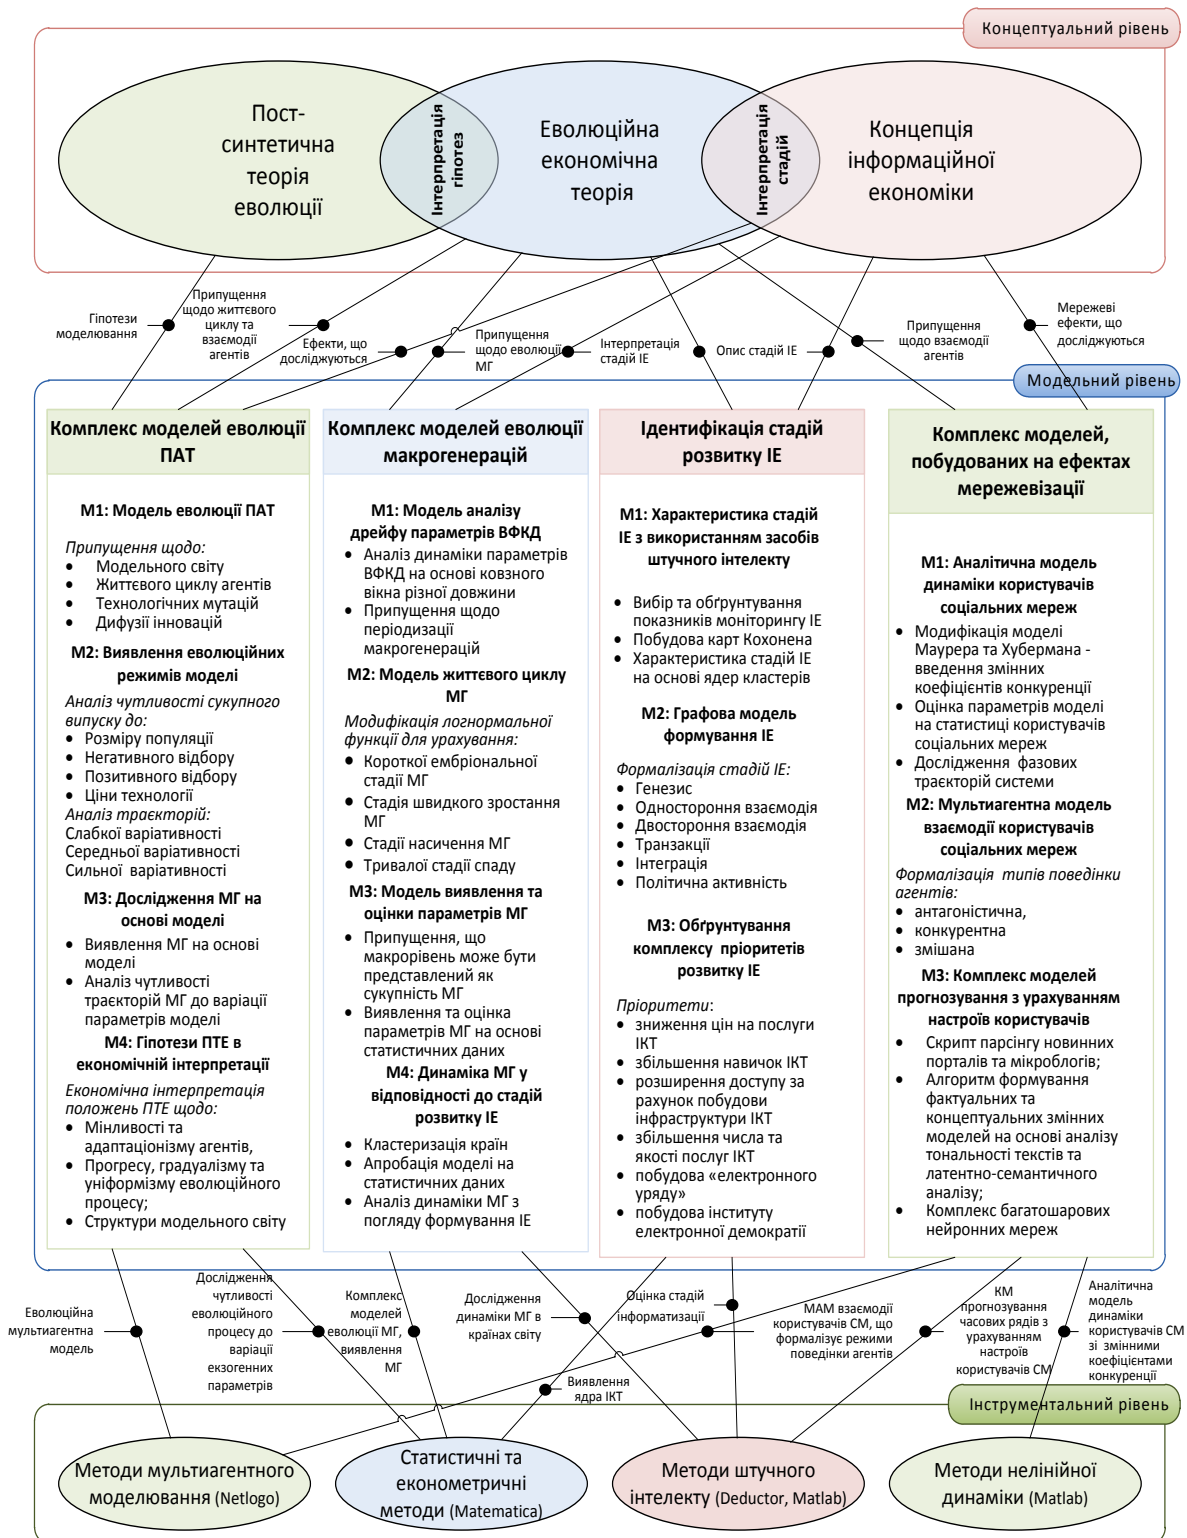 Концептуальний рівень
Пост-
синтетична
теорія
еволюції
Інтерпретація
гіпотез
Еволюційна
економічна
теорія
Інтерпретація
стадій
Концепція
інформаційної
економіки
Гіпотези
моделювання
Припущення
щодо життєвого
циклу та
взаємодії
агентів
Ефекти, що
досліджуються
Припущення
щодо еволюції
МГ
Інтерпретація
стадій ІЕ
Опис стадій ІЕ
Припущення
щодо взаємодії
агентів
Мережеві
ефекти, що
досліджуються
Модельний рівень
Комплекс моделей еволюції
ПАТ
М1: Модель еволюції ПАТ
Припущення щодо:
• Модельного світу
• Життєвого циклу агентів
• Технологічних мутацій
• Дифузії інновацій
М2: Виявлення еволюційних
режимів моделі
Аналіз чутливості сукупного
випуску до:
• Розміру популяції
• Негативного відбору
• Позитивного відбору
• Ціни технології
Аналіз траєкторій:
Слабкої варіативності
Середньої варіативності
Сильної варіативності
М3: Дослідження МГ на
основі моделі
• Виявлення МГ на основі
моделі
• Аналіз чутливості
траєкторій МГ до варіації
параметрів моделі
М4: Гіпотези ПТЕ в
економічній інтерпретації
Економічна інтерпретація
положень ПТЕ щодо:
• Мінливості та
адаптаціонізму агентів,
• Прогресу, градуалізму та
уніформізму еволюційного
процесу;
• Структури модельного світу
Комплекс моделей еволюції
макрогенерацій
М1: Модель аналізу
дрейфу параметрів ВФКД
• Аналіз динаміки параметрів
ВФКД на основі ковзного
вікна різної довжини
• Припущення щодо
періодизації
макрогенерацій
М2: Модель життєвого циклу
МГ
Модифікація логнормальної
функції для урахування:
• Короткої ембріональної
стадії МГ
• Стадія швидкого зростання
МГ
• Стадії насичення МГ
• Тривалої стадії спаду
М3: Модель виявлення та
оцінки параметрів МГ
• Припущення, що
макрорівень може бути
представлений як
сукупність МГ
• Виявлення та оцінка
параметрів МГ на основі
статистичних даних
М4: Динаміка МГ у
відповідності до стадій
розвитку ІЕ
• Кластеризація країн
• Апробація моделі на
статистичних даних
• Аналіз динаміки МГ з
погляду формування ІЕ
Ідентифікація стадій
розвитку ІЕ
М1: Характеристика стадій
ІЕ з використанням засобів
штучного інтелекту
• Вибір та обґрунтування
показників моніторингу ІЕ
• Побудова карт Кохонена
• Характеристика стадій ІЕ
на основі ядер кластерів
М2: Графова модель
формування ІЕ
Формалізація стадій ІЕ:
• Генезис
• Одностороння взаємодія
• Двостороння взаємодія
• Транзакції
• Інтеграція
• Політична активність
М3: Обґрунтування
комплексу пріоритетів
розвитку ІЕ
Пріоритети:
• зниження цін на послуги
ІКТ
• збільшення навичок ІКТ
• розширення доступу за
рахунок побудови
інфраструктури ІКТ
• збільшення числа та
якості послуг ІКТ
• побудова «електронного
уряду»
• побудова інституту
електронної демократії
Комплекс моделей,
побудованих на ефектах
мережевізації
М1: Аналітична модель
динаміки користувачів
соціальних мереж
• Модифікація моделі
Маурера та Хубермана -
введення змінних
коефіцієнтів конкуренції
• Оцінка параметрів моделі
на статистиці користувачів
соціальних мереж
• Дослідження фазових
траєкторій системи
М2: Мультиагентна модель
взаємодії користувачів
соціальних мереж
Формалізація типів поведінки
агентів:
• антагоністична,
• конкурентна
• змішана
М3: Комплекс моделей
прогнозування з урахуванням
настроїв користувачів
• Скрипт парсінгу новинних
порталів та мікроблогів;
• Алгоритм формування
фактуальних та
концептуальних змінних
моделей на основі аналізу
тональності текстів та
латентно-семантичного
аналізу;
• Комплекс багатошарових
нейронних мереж
Еволюційна
мультиагентна
модель
Дослідження
чутливості
еволюційного
процесу до
варіації
екзогенних
параметрів
Комплекс
моделей
еволюції МГ,
виявлення
МГ
Дослідження
динаміки МГ в
країнах світу
Виявлення
ядра ІКТ
Оцінка стадій
інформатизації
МАМ взаємодії
користувачів СМ, що
формалізує режими
поведінки агентів
КМ
прогнозування
часових рядів з
урахуванням
настроїв
користувачів СМ
Аналітична
модель
динаміки
користувачів СМ
зі змінними
коефіцієнтами
конкуренції
Інструментальний рівень
Методи мультиагентного
моделювання (Netlogo)
Статистичні та
економетричні
методи (Matematica)
Методи штучного
інтелекту (Deductor, Matlab)
Методи нелінійної
динаміки (Matlab)